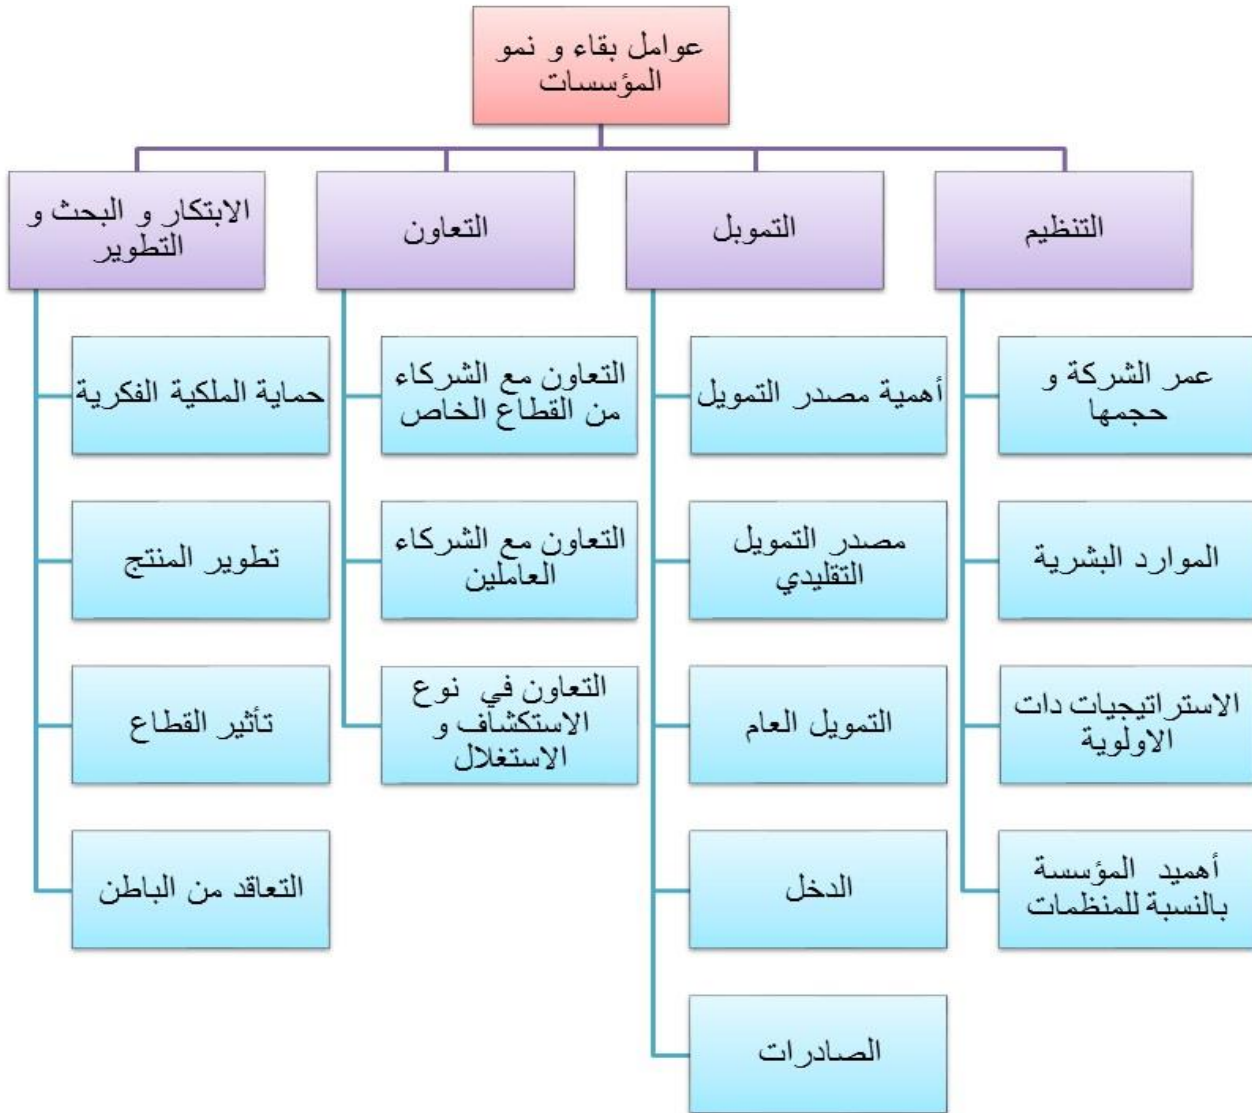 عوامل بقاء و نمو
المؤسسات
التنظيم
التموبل
التعاون
الابتكار و البحث و
التطوير
عمر الشركة و
حجمها
الموارد البشرية
الاستراتيجيات دات
الاولوية
أهميد المؤسسة
بالنسبة للمنظمات
أهمية مصدر التمويل
مصدر التمويل
التقليدي
التمويل العام
الدخل
الصادرات
التعاون مع الشركاء
من القطاع الخاص
التعاون مع الشركاء
العاملين
التعاون في نوع
الاستكشاف و
الاستغلال
حماية الملكية الفكرية
تطوير المنتج
تأثير القطاع
التعاقد من الباطن